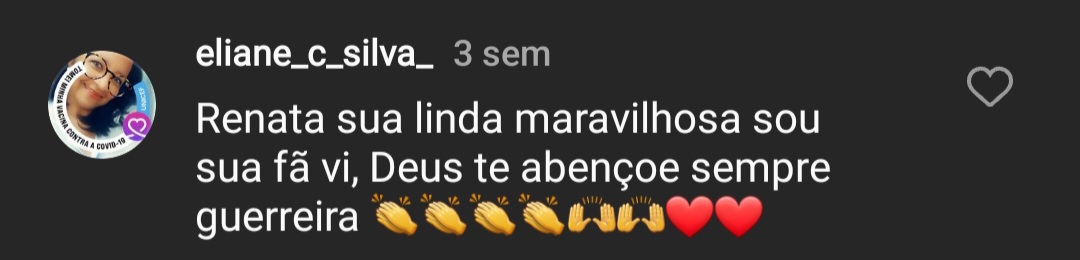 eliane_c_silva_ 3 sem
Renata sua linda maravilhosa sou
sua fã vi, Deus te abençoe sempre
guerreira 👏👏👏👏🙌🙌❤️❤️
TOMEI MINHA VACINA CONTRA A COVID-19
UNICEF